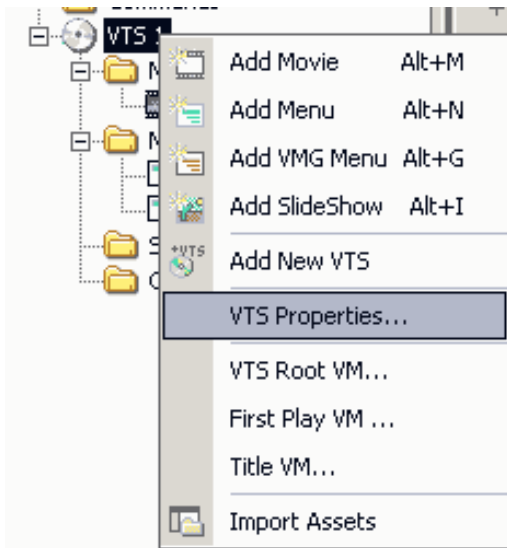 VTS 1
Add Movie Alt+M
Add Menu Alt+N
Add VMG Menu Alt+G
Add SlideShow Alt+I
+VTS
Add New VTS
VTS Properties...
VTS Root VM...
First Play VM ...
Title VM...
Import Assets